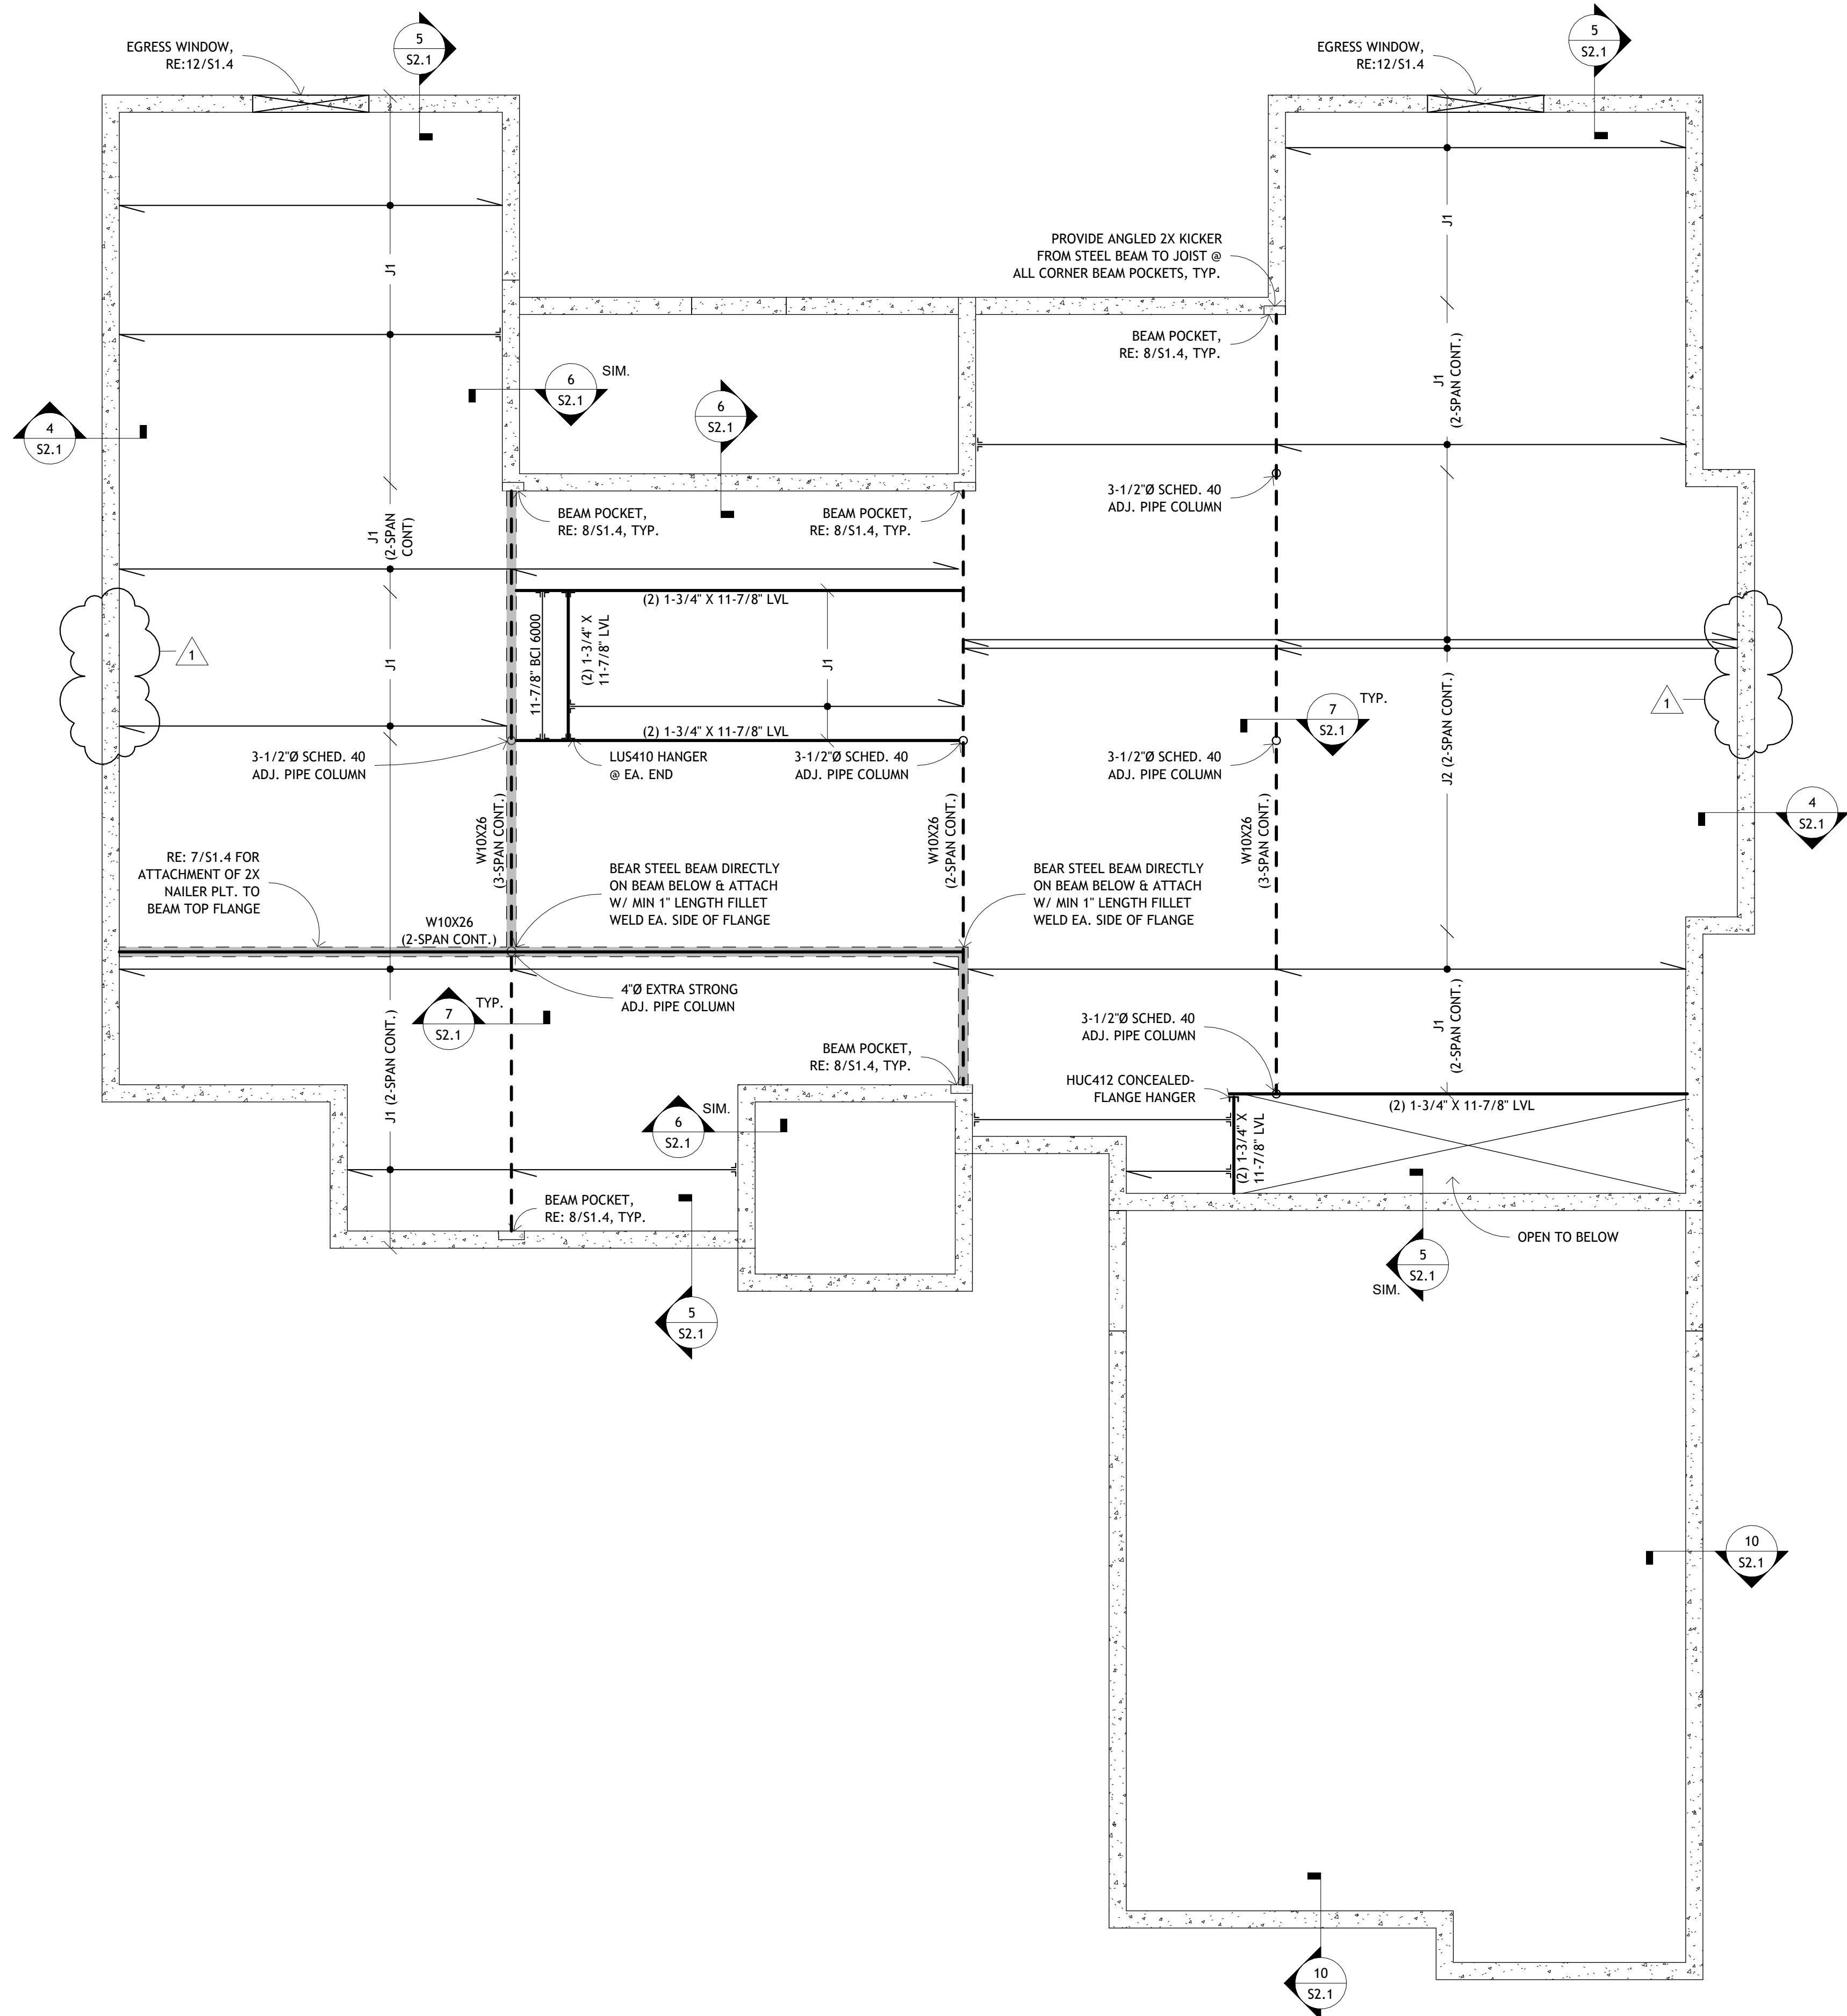 5
S2.1
EGRESS WINDOW,
RE:12/S1.4
5
S2.1
EGRESS WINDOW,
RE:12/S1.4
J1
J1
PROVIDE ANGLED 2X KICKER
FROM STEEL BEAM TO JOIST @
ALL CORNER BEAM POCKETS, TYP.
BEAM POCKET,
RE: 8/S1.4, TYP.
J1
(2-SPAN CONT.)
6
S2.1
SIM.
6
S2.1
4
S2.1
3-1/2"Ø SCHED. 40
ADJ. PIPE COLUMN
J1
(2-SPAN
CONT)
BEAM POCKET,
RE: 8/S1.4, TYP.
BEAM POCKET,
RE: 8/S1.4, TYP.
(2) 1-3/4" X 11-7/8" LVL
11-7/8" BCI 6000
(2) 1-3/4" X
11-7/8" LVL
1
J1
J1
J2 (2-SPAN CONT.)
1
7
S2.1
TYP.
(2) 1-3/4" X 11-7/8" LVL
3-1/2"Ø SCHED. 40
ADJ. PIPE COLUMN
LUS410 HANGER
@ EA. END
3-1/2"Ø SCHED. 40
ADJ. PIPE COLUMN
3-1/2"Ø SCHED. 40
ADJ. PIPE COLUMN
4
S2.1
W10X26
(3-SPAN CONT.)
W10X26
(2-SPAN CONT.)
W10X26
(3-SPAN CONT.)
RE: 7/S1.4 FOR
ATTACHMENT OF 2X
NAILER PLT. TO
BEAM TOP FLANGE
BEAR STEEL BEAM DIRECTLY
ON BEAM BELOW & ATTACH
W/ MIN 1" LENGTH FILLET
WELD EA. SIDE OF FLANGE
BEAR STEEL BEAM DIRECTLY
ON BEAM BELOW & ATTACH
W/ MIN 1" LENGTH FILLET
WELD EA. SIDE OF FLANGE
W10X26
(2-SPAN CONT.)
4"Ø EXTRA STRONG
ADJ. PIPE COLUMN
7
S2.1
TYP.
J1 (2-SPAN CONT.)
J1
(2-SPAN CONT.)
3-1/2"Ø SCHED. 40
ADJ. PIPE COLUMN
BEAM POCKET,
RE: 8/S1.4, TYP.
HUC412 CONCEALED-
FLANGE HANGER
(2) 1-3/4" X 11-7/8" LVL
(2) 1-3/4" X
11-7/8" LVL
6
S2.1
SIM.
BEAM POCKET,
RE: 8/S1.4, TYP.
OPEN TO BELOW
5
S2.1
SIM.
5
S2.1
10
S2.1
10
S2.1